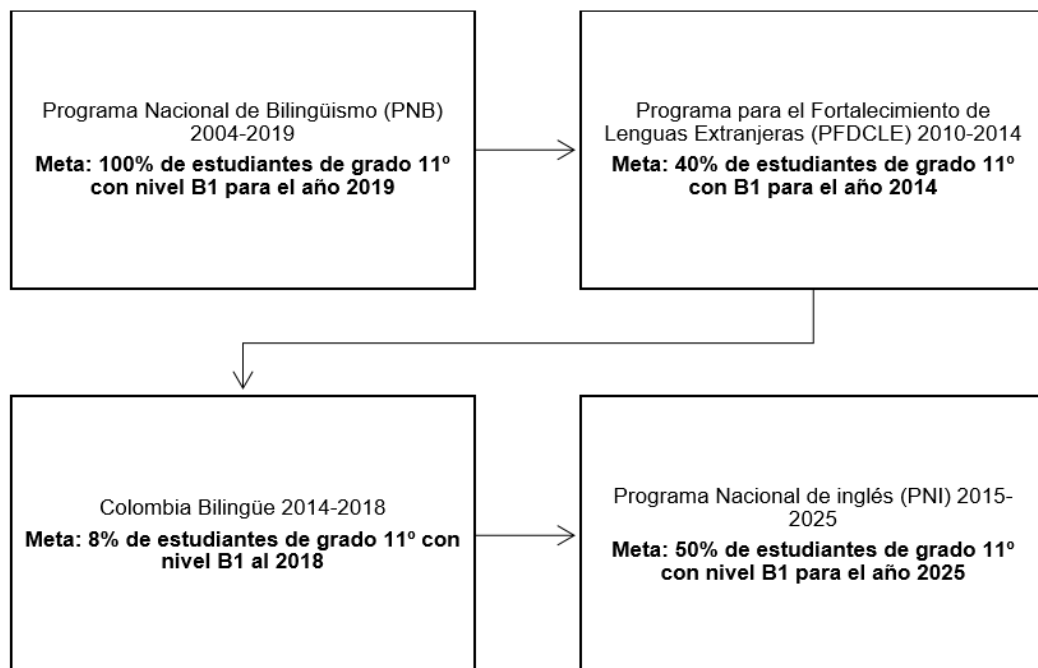 Programa Nacional de Bilingüismo (PNB)
2004-2019
Meta: 100% de estudiantes de grado 11º
con nivel B1 para el año 2019
Programa para el Fortalecimiento de
Lenguas Extranjeras (PFDCLE) 2010-2014
Meta: 40% de estudiantes de grado 11º
con B1 para el año 2014
Colombia Bilingüe 2014-2018
Meta: 8% de estudiantes de grado 11º con
nivel B1 al 2018
Programa Nacional de inglés (PNI) 2015-
2025
Meta: 50% de estudiantes de grado 11º
con nivel B1 para el año 2025